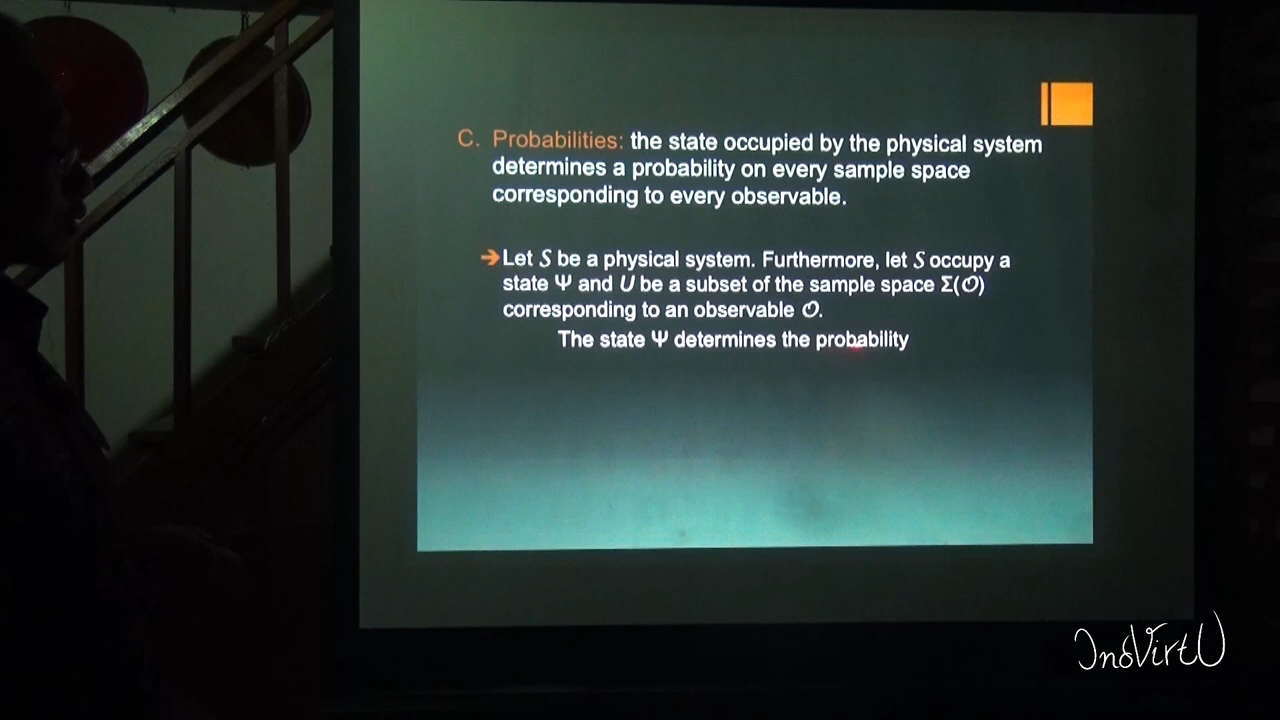 C. Probabilities: the state occupied by the physical system
determines a probability on every sample space
corresponding to every observable.
➔ Let S be a physical system. Furthermore, let S occupy a
state Ψ and U be a subset of the sample space Σ(𝒪)
corresponding to an observable 𝒪.
The state Ψ determines the probability
JnoVirtU